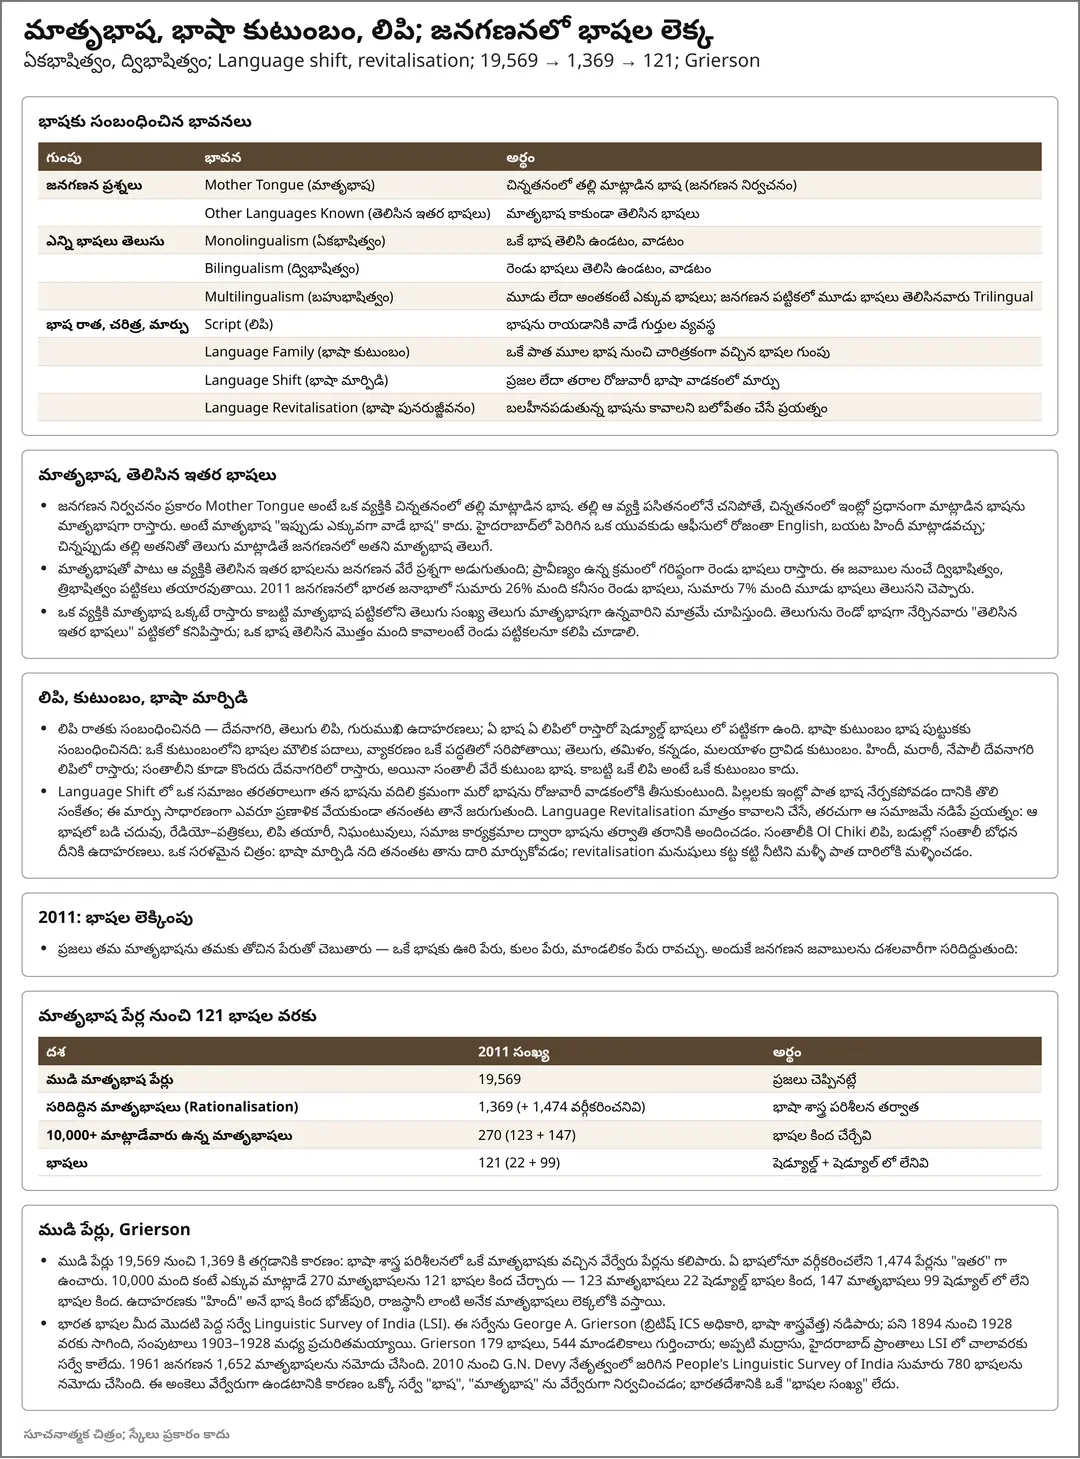 మాతృభాష, భాషా కుటుంబం, లిపి; జనగణనలో భాషల లెక్క
ఏకభాషిత్వం, ద్విభాషిత్వం; Language shift, revitalisation; 19,569 → 1,369 → 121; Grierson
భాషకు సంబంధించిన భావనలు
గుంపు భావన అర్థం
జనగణన ప్రశ్నలు Mother Tongue (మాతృభాష) చిన్నతనంలో తల్లి మాట్లాడిన భాష (జనగణన నిర్వచనం)
Other Languages Known (తెలిసిన ఇతర భాషలు) మాతృభాష కాకుండా తెలిసిన భాషలు
ఎన్ని భాషలు తెలుసు Monolingualism (ఏకభాషిత్వం) ఒకే భాష తెలిసి ఉండటం, వాడటం
Bilingualism (ద్విభాషిత్వం) రెండు భాషలు తెలిసి ఉండటం, వాడటం
Multilingualism (బహుభాషిత్వం) మూడు లేదా అంతకంటే ఎక్కువ భాషలు; జనగణన పట్టికలో మూడు భాషలు తెలిసినవారు Trilingual
భాష రాత, చరిత్ర, మార్పు Script (లిపి) భాషను రాయడానికి వాడే గుర్తుల వ్యవస్థ
Language Family (భాషా కుటుంబం) ఒకే పాత మూల భాష నుంచి చారిత్రకంగా వచ్చిన భాషల గుంపు
Language Shift (భాషా మార్పిడి) ప్రజల లేదా తరాల రోజువారీ భాషా వాడకంలో మార్పు
Language Revitalisation (భాషా పునరుజ్జీవనం) బలహీనపడుతున్న భాషను కావాలని బలోపేతం చేసే ప్రయత్నం
మాతృభాష, తెలిసిన ఇతర భాషలు
• జనగణన నిర్వచనం ప్రకారం Mother Tongue అంటే ఒక వ్యక్తికి చిన్నతనంలో తల్లి మాట్లాడిన భాష. తల్లి ఆ వ్యక్తి పసితనంలోనే చనిపోతే, చిన్నతనంలో ఇంట్లో ప్రధానంగా మాట్లాడిన భాషను
మాతృభాషగా రాస్తారు. అంటే మాతృభాష "ఇప్పుడు ఎక్కువగా వాడే భాష" కాదు. హైదరాబాద్‌లో పెరిగిన ఒక యువకుడు ఆఫీసులో రోజంతా English, బయట హిందీ మాట్లాడవచ్చు;
చిన్నప్పుడు తల్లి అతనితో తెలుగు మాట్లాడితే జనగణనలో అతని మాతృభాష తెలుగే.
• మాతృభాషతో పాటు ఆ వ్యక్తికి తెలిసిన ఇతర భాషలను జనగణన వేరే ప్రశ్నగా అడుగుతుంది; ప్రావీణ్యం ఉన్న క్రమంలో గరిష్ఠంగా రెండు భాషలు రాస్తారు. ఈ జవాబుల నుంచే ద్విభాషిత్వం,
త్రిభాషిత్వం పట్టికలు తయారవుతాయి. 2011 జనగణనలో భారత జనాభాలో సుమారు 26% మంది కనీసం రెండు భాషలు, సుమారు 7% మంది మూడు భాషలు తెలుసని చెప్పారు.
• ఒక వ్యక్తికి మాతృభాష ఒక్కటే రాస్తారు కాబట్టి మాతృభాష పట్టికలోని తెలుగు సంఖ్య తెలుగు మాతృభాషగా ఉన్నవారిని మాత్రమే చూపిస్తుంది. తెలుగును రెండో భాషగా నేర్చినవారు "తెలిసిన
ఇతర భాషలు" పట్టికలో కనిపిస్తారు; ఒక భాష తెలిసిన మొత్తం మంది కావాలంటే రెండు పట్టికలనూ కలిపి చూడాలి.
లిపి, కుటుంబం, భాషా మార్పిడి
• లిపి రాతకు సంబంధించినది — దేవనాగరి, తెలుగు లిపి, గురుముఖి ఉదాహరణలు; ఏ భాష ఏ లిపిలో రాస్తారో షెడ్యూల్డ్ భాషలు లో పట్టికగా ఉంది. భాషా కుటుంబం భాష పుట్టుకకు
సంబంధించినది: ఒకే కుటుంబంలోని భాషల మౌలిక పదాలు, వ్యాకరణం ఒకే పద్ధతిలో సరిపోతాయి; తెలుగు, తమిళం, కన్నడం, మలయాళం ద్రావిడ కుటుంబం. హిందీ, మరాఠీ, నేపాలీ దేవనాగరి
లిపిలో రాస్తారు; సంతాలీని కూడా కొందరు దేవనాగరిలో రాస్తారు, అయినా సంతాలీ వేరే కుటుంబ భాష. కాబట్టి ఒకే లిపి అంటే ఒకే కుటుంబం కాదు.
• Language Shift లో ఒక సమాజం తరతరాలుగా తన భాషను వదిలి క్రమంగా మరో భాషను రోజువారీ వాడకంలోకి తీసుకుంటుంది. పిల్లలకు ఇంట్లో పాత భాష నేర్పకపోవడం దానికి తొలి
సంకేతం; ఈ మార్పు సాధారణంగా ఎవరూ ప్రణాళిక వేయకుండా తనంతట తానే జరుగుతుంది. Language Revitalisation మాత్రం కావాలని చేసే, తరచుగా ఆ సమాజమే నడిపే ప్రయత్నం: ఆ
భాషలో బడి చదువు, రేడియో–పత్రికలు, లిపి తయారీ, నిఘంటువులు, సమాజ కార్యక్రమాల ద్వారా భాషను తర్వాతి తరానికి అందించడం. సంతాలీకి Ol Chiki లిపి, బడుల్లో సంతాలీ బోధన
దీనికి ఉదాహరణలు. ఒక సరళమైన చిత్రం: భాషా మార్పిడి నది తనంతట తాను దారి మార్చుకోవడం; revitalisation మనుషులు కట్ట కట్టి నీటిని మళ్ళీ పాత దారిలోకి మళ్ళించడం.
2011: భాషల లెక్కింపు
• ప్రజలు తమ మాతృభాషను తమకు తోచిన పేరుతో చెబుతారు — ఒకే భాషకు ఊరి పేరు, కులం పేరు, మాండలికం పేరు రావచ్చు. అందుకే జనగణన జవాబులను దశలవారీగా సరిదిద్దుతుంది:
మాతృభాష పేర్ల నుంచి 121 భాషల వరకు
దశ 2011 సంఖ్య అర్థం
ముడి మాతృభాష పేర్లు 19,569 ప్రజలు చెప్పినట్లే
సరిదిద్దిన మాతృభాషలు (Rationalisation) 1,369 (+ 1,474 వర్గీకరించనివి) భాషా శాస్త్ర పరిశీలన తర్వాత
10,000+ మాట్లాడేవారు ఉన్న మాతృభాషలు 270 (123 + 147) భాషల కింద చేర్చేవి
భాషలు 121 (22 + 99) షెడ్యూల్డ్ + షెడ్యూల్ లో లేనివి
ముడి పేర్లు, Grierson
• ముడి పేర్లు 19,569 నుంచి 1,369 కి తగ్గడానికి కారణం: భాషా శాస్త్ర పరిశీలనలో ఒకే మాతృభాషకు వచ్చిన వేర్వేరు పేర్లను కలిపారు. ఏ భాషలోనూ వర్గీకరించలేని 1,474 పేర్లను "ఇతర" గా
ఉంచారు. 10,000 మంది కంటే ఎక్కువ మాట్లాడే 270 మాతృభాషలను 121 భాషల కింద చేర్చారు — 123 మాతృభాషలు 22 షెడ్యూల్డ్ భాషల కింద, 147 మాతృభాషలు 99 షెడ్యూల్ లో లేని
భాషల కింద. ఉదాహరణకు "హిందీ" అనే భాష కింద భోజ్‌పురి, రాజస్థానీ లాంటి అనేక మాతృభాషలు లెక్కలోకి వస్తాయి.
• భారత భాషల మీద మొదటి పెద్ద సర్వే Linguistic Survey of India (LSI). ఈ సర్వేను George A. Grierson (బ్రిటిష్ ICS అధికారి, భాషా శాస్త్రవేత్త) నడిపారు; పని 1894 నుంచి 1928
వరకు సాగింది, సంపుటాలు 1903–1928 మధ్య ప్రచురితమయ్యాయి. Grierson 179 భాషలు, 544 మాండలికాలు గుర్తించారు; అప్పటి మద్రాసు, హైదరాబాద్ ప్రాంతాలు LSI లో చాలావరకు
సర్వే కాలేదు. 1961 జనగణన 1,652 మాతృభాషలను నమోదు చేసింది. 2010 నుంచి G.N. Devy నేతృత్వంలో జరిగిన People's Linguistic Survey of India సుమారు 780 భాషలను
నమోదు చేసింది. ఈ అంకెలు వేర్వేరుగా ఉండటానికి కారణం ఒక్కో సర్వే "భాష", "మాతృభాష" ను వేర్వేరుగా నిర్వచించడం; భారతదేశానికి ఒకే "భాషల సంఖ్య" లేదు.
సూచనాత్మక చిత్రం; స్కేలు ప్రకారం కాదు